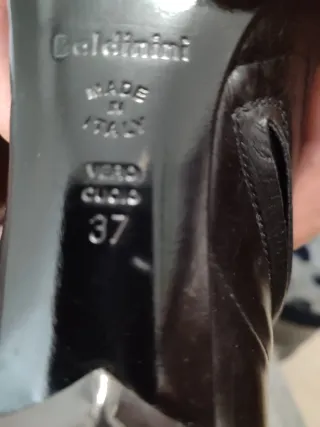 Baldinini
MADE
IN
ITALY
VERO
CUOIO
37